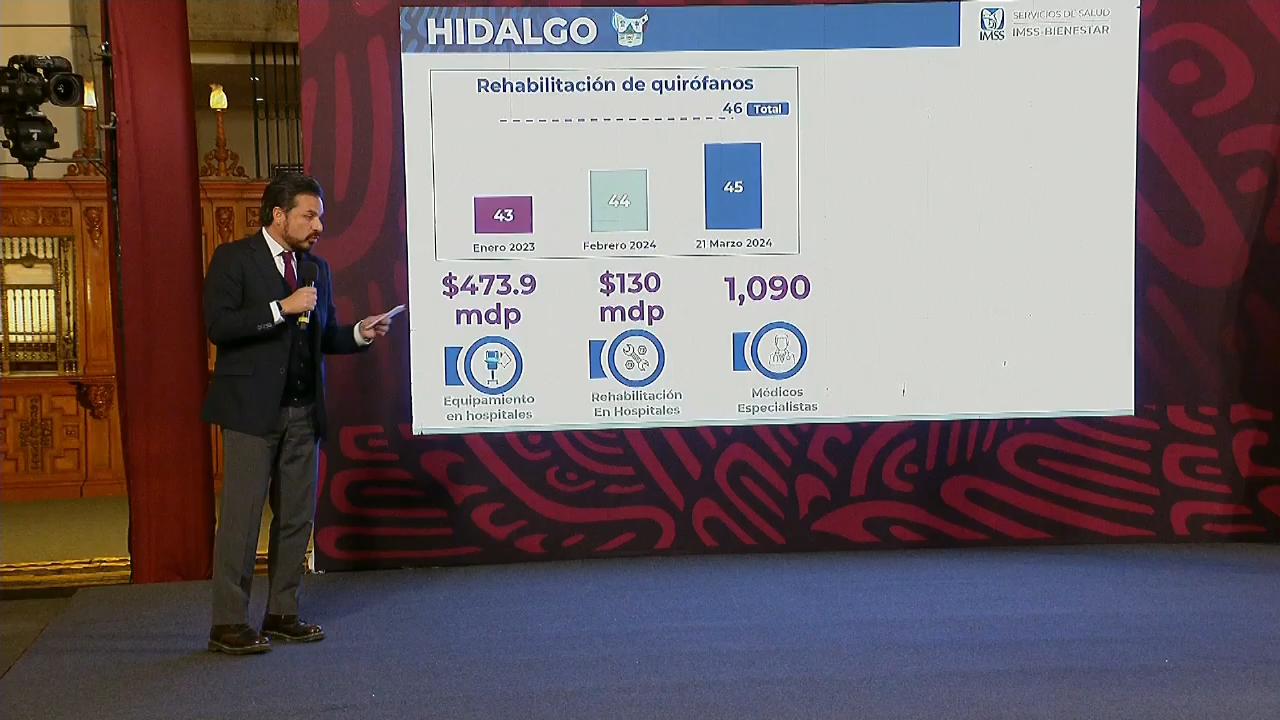 HIDALGO
IMSS
SERVICIOS DE SALUD
IMSS-BIENESTAR
Rehabilitación de quirófanos
46 Total
43
44
45
Enero 2023
Febrero 2024
21 Marzo 2024
$473.9
mdp
$130
mdp
1,090
Equipamiento
en hospitales
Rehabilitación
En Hospitales
Médicos
Especialistas